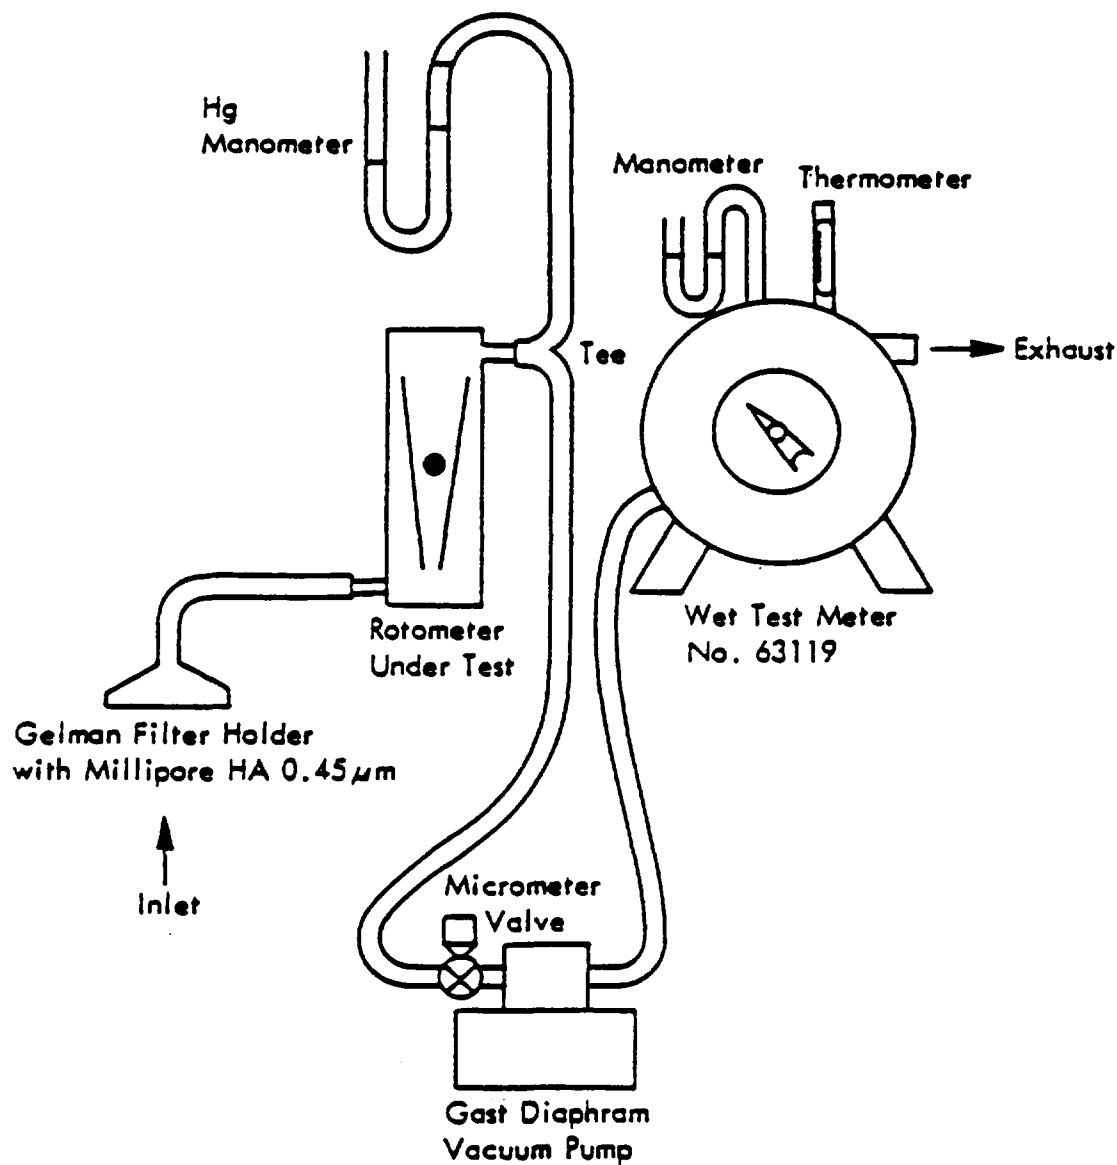 Hg
Manometer
Manometer
Thermometer
Tee
Exhaust
Rotometer
Under Test
Wet Test Meter
No. 63119
Gelman Filter Holder
with Millipore HA 0.45μm
Inlet
Micrometer
Valve
Gast Diaphram
Vacuum Pump